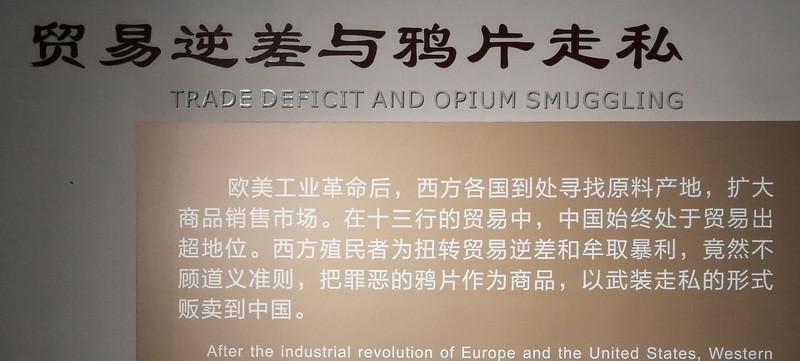 贸易逆差与鸦片走私
TRADE DEFICIT AND OPIUM SMUGGLING
欧美工业革命后，西方各国到处寻找原料产地，扩大
商品销售市场。在十三行的贸易中，中国始终处于贸易出
超地位。西方殖民者为扭转贸易逆差和牟取暴利，竟然不
顾道义准则，把罪恶的鸦片作为商品，以武装走私的形式
贩卖到中国。
After the industrial revolution of Europe and the United States, Western